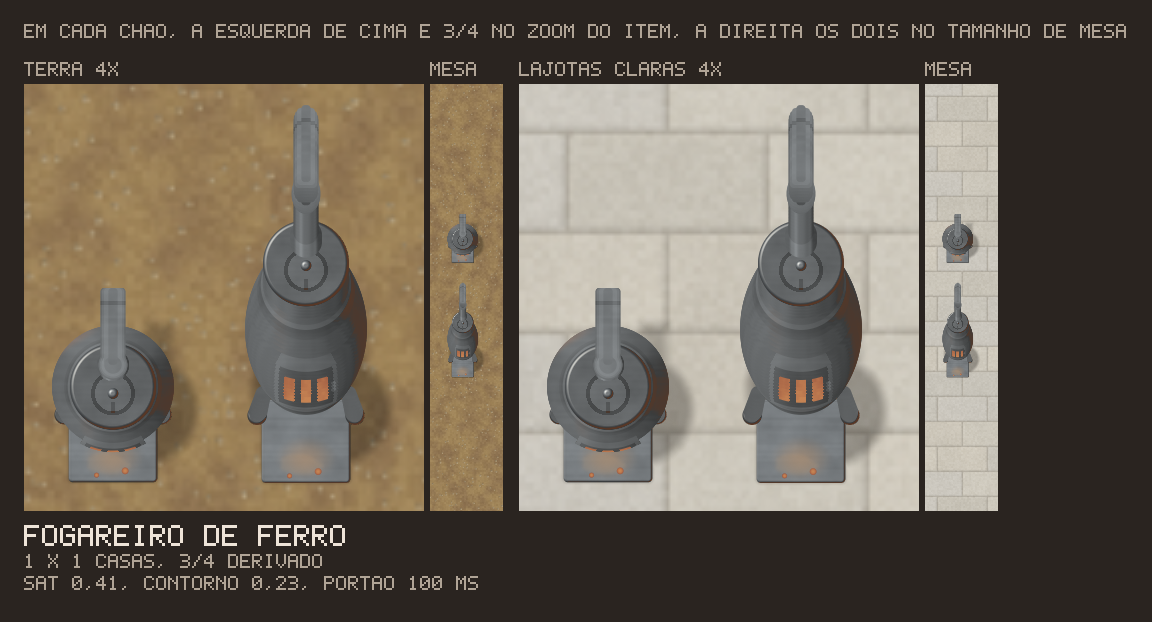 EM CADA CHAO, A ESQUERDA DE CIMA E 3/4 NO ZOOM DO ITEM, A DIREITA OS DOIS NO TAMANHO DE MESA
TERRA 4X MESA LAJOTAS CLARAS 4X MESA
FOGAREIRO DE FERRO
1 X 1 CASAS, 3/4 DERIVADO
SAT 0,41, CONTORNO 0,23, PORTAO 100 MS